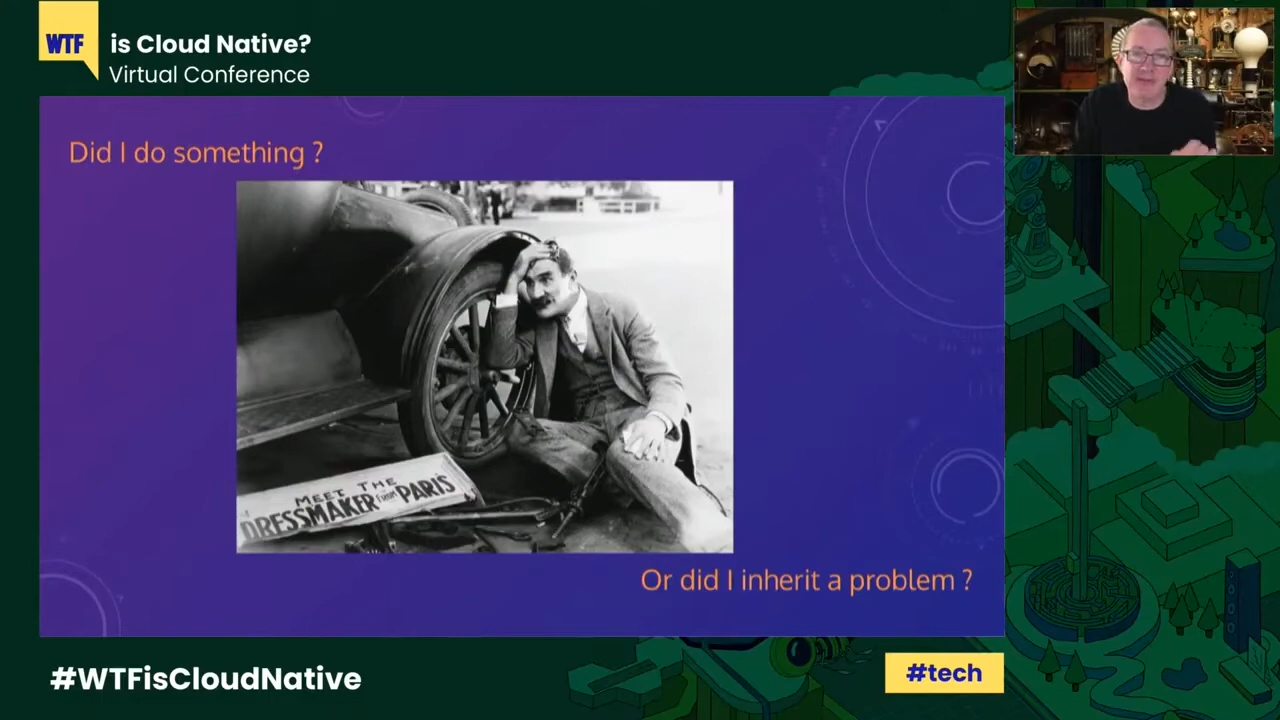 WTF is Cloud Native?
Virtual Conference
Did I do something ?
MEET THE
DRESSMAKER FROM PARIS
Or did I inherit a problem ?
#WTFisCloudNative
#tech